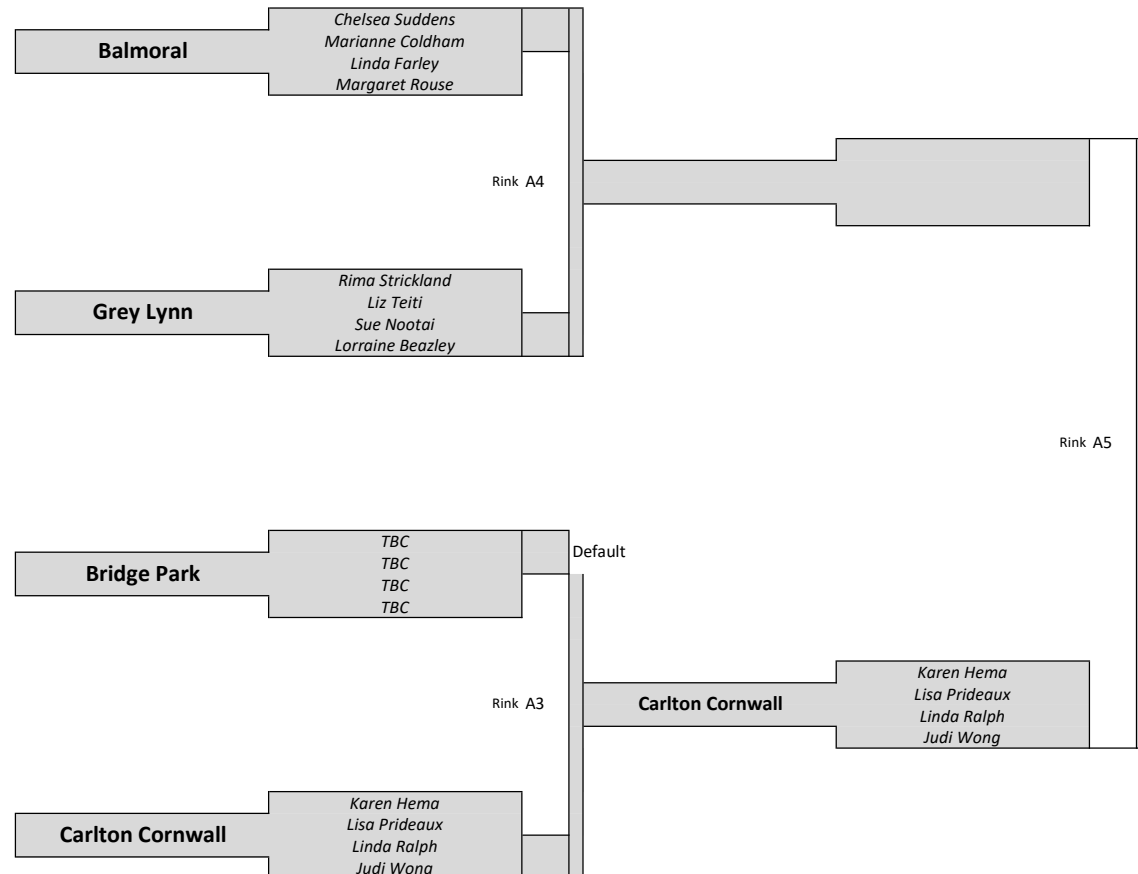 Chelsea Suddens
Marianne Coldham
Balmoral
Linda Farley
Margaret Rouse
Rink A4
Rima Strickland
Liz Teiti
Grey Lynn
Sue Nootai
Lorraine Beazley
Rink A5
TBC
Default
TBC
Bridge Park
TBC
TBC
Karen Hema
Lisa Prideaux
Rink A3
Carlton Cornwall
Linda Ralph
Judi Wong
Karen Hema
Lisa Prideaux
Carlton Cornwall
Linda Ralph
Judi Wong